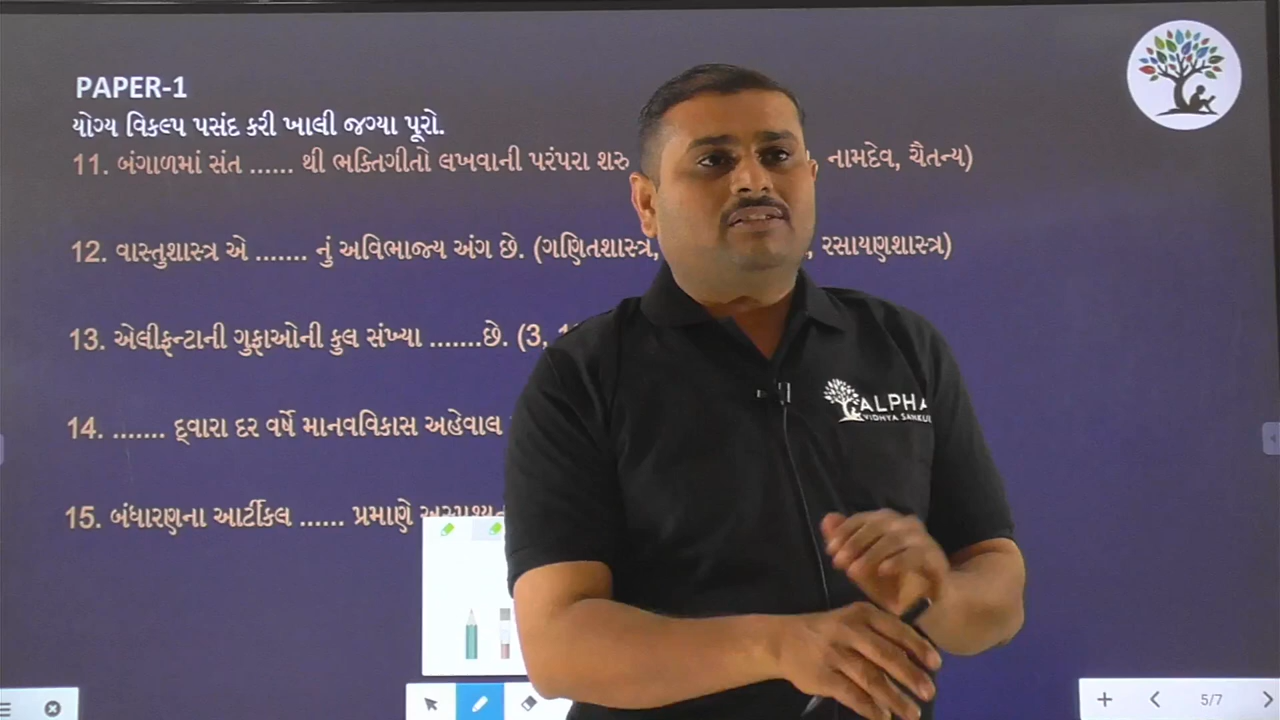 PAPER-1
યોગ્ય વિકલ્પ પસંદ કરી ખાલી જગ્યા પૂરો.
11. બંગાળમાં સંત ...... થી ભક્તિગીતો લખવાની પરંપરા શરુ નામદેવ, ચૈતન્ય)
12. વાસ્તુશાસ્ત્ર એ ....... નું અવિભાજ્ય અંગ છે. (ગણિતશાસ્ત્ર, રસાયણશાસ્ત્ર)
13. એલીફન્ટાની ગુફાઓની કુલ સંખ્યા .......છે. (3,
14. ....... દ્વારા દર વર્ષે માનવવિકાસ અહેવાલ
15. બંધારણના આર્ટીકલ ...... પ્રમાણે
ALPHA
VIDHYA SANKUL
5/7